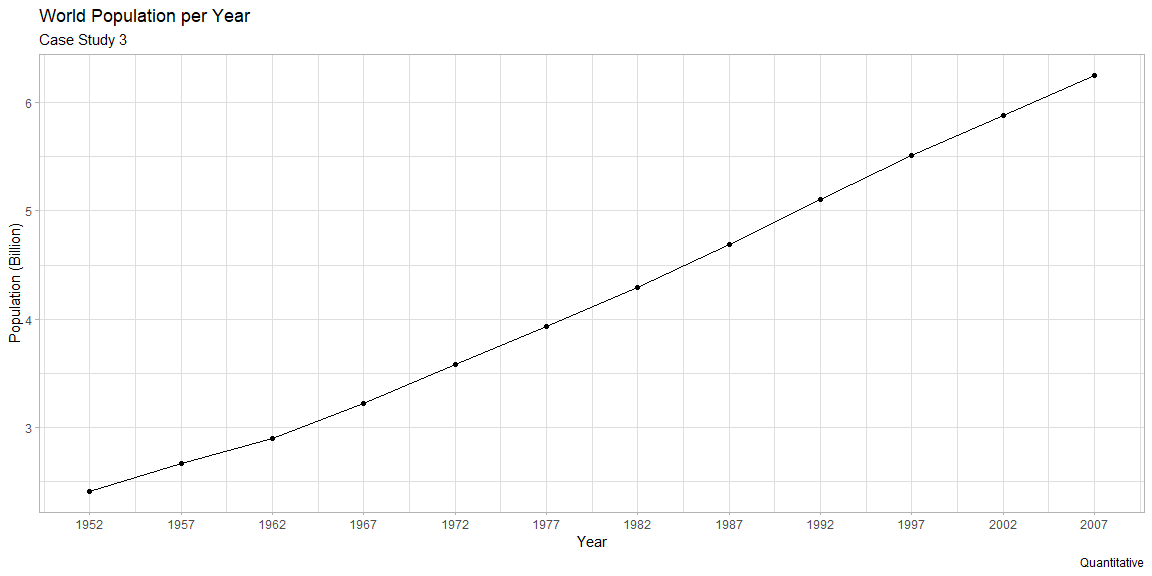 World Population per Year
Case Study 3
Population (Billion)
6
5
4
3
1952 1957 1962 1967 1972 1977 1982 1987 1992 1997 2002 2007
Year
Quantitative